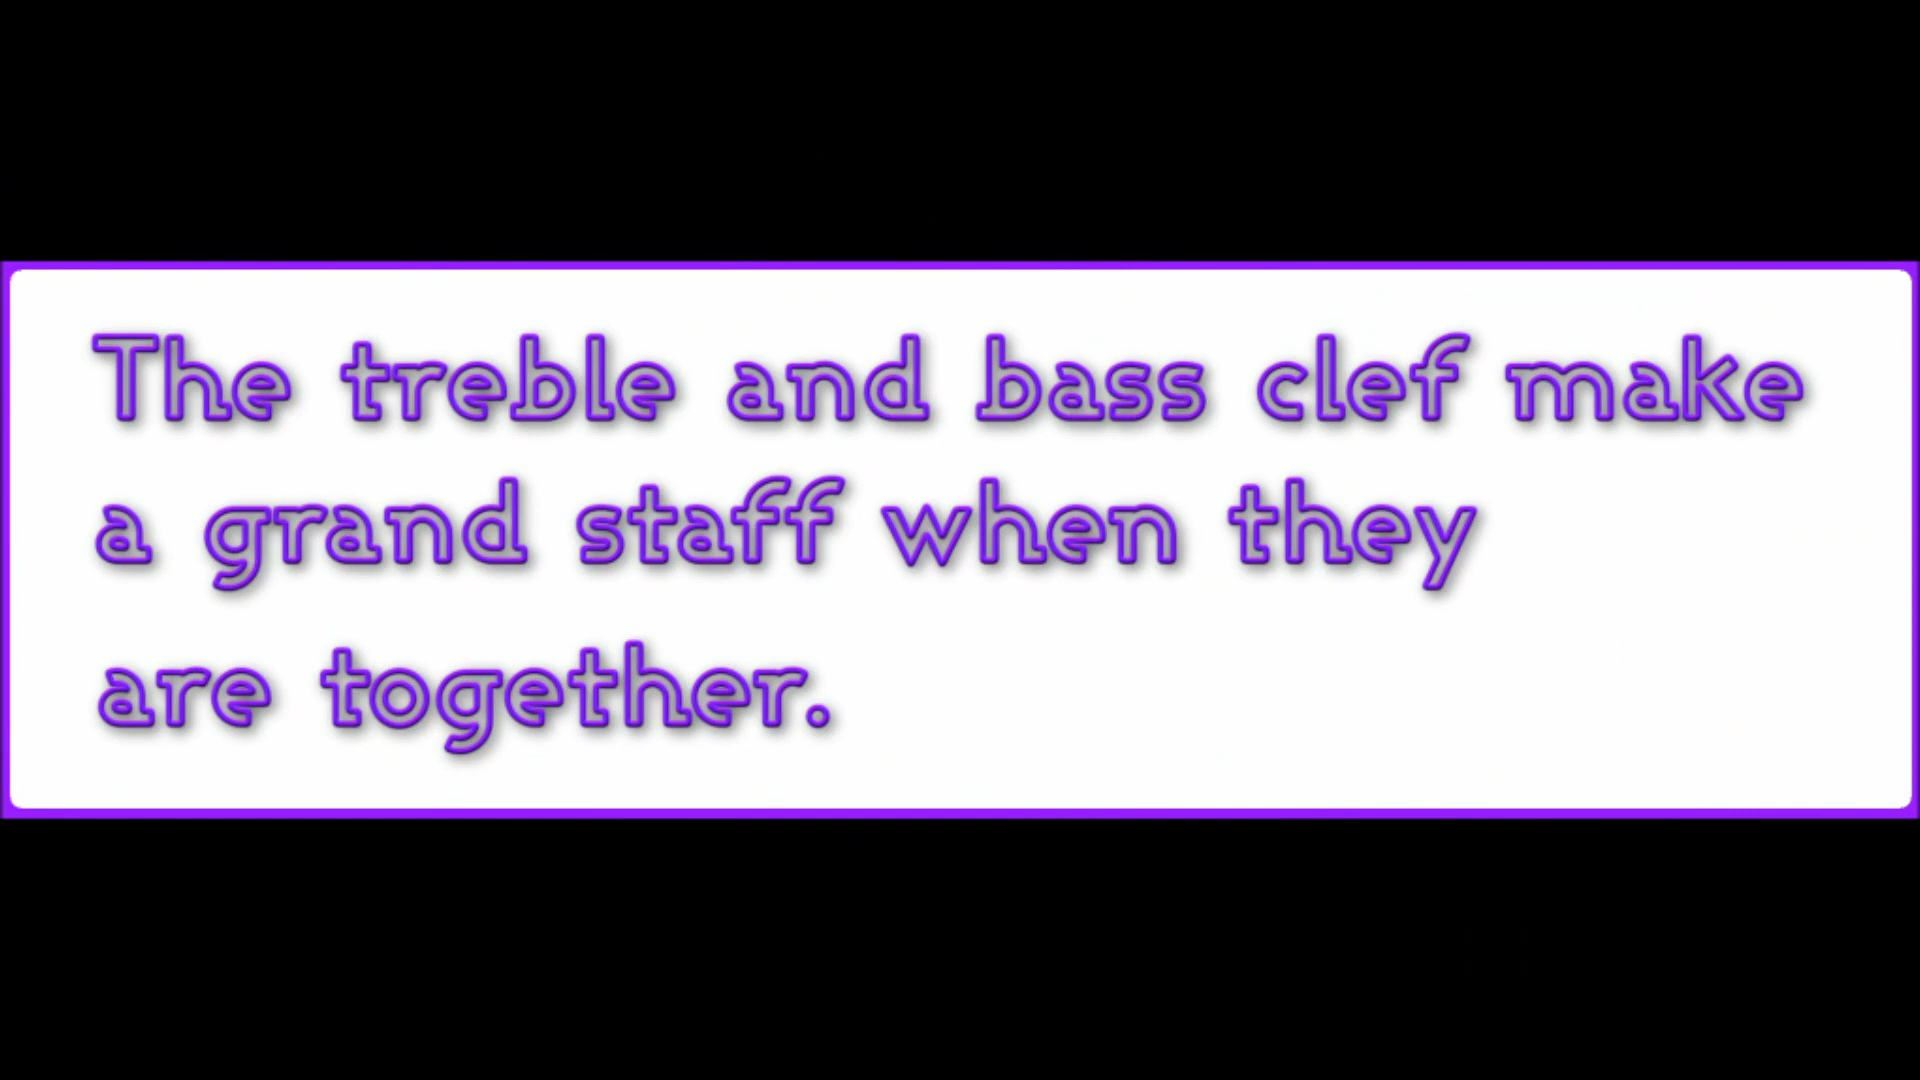 The treble and bass clef make
a grand staff when they
are together.